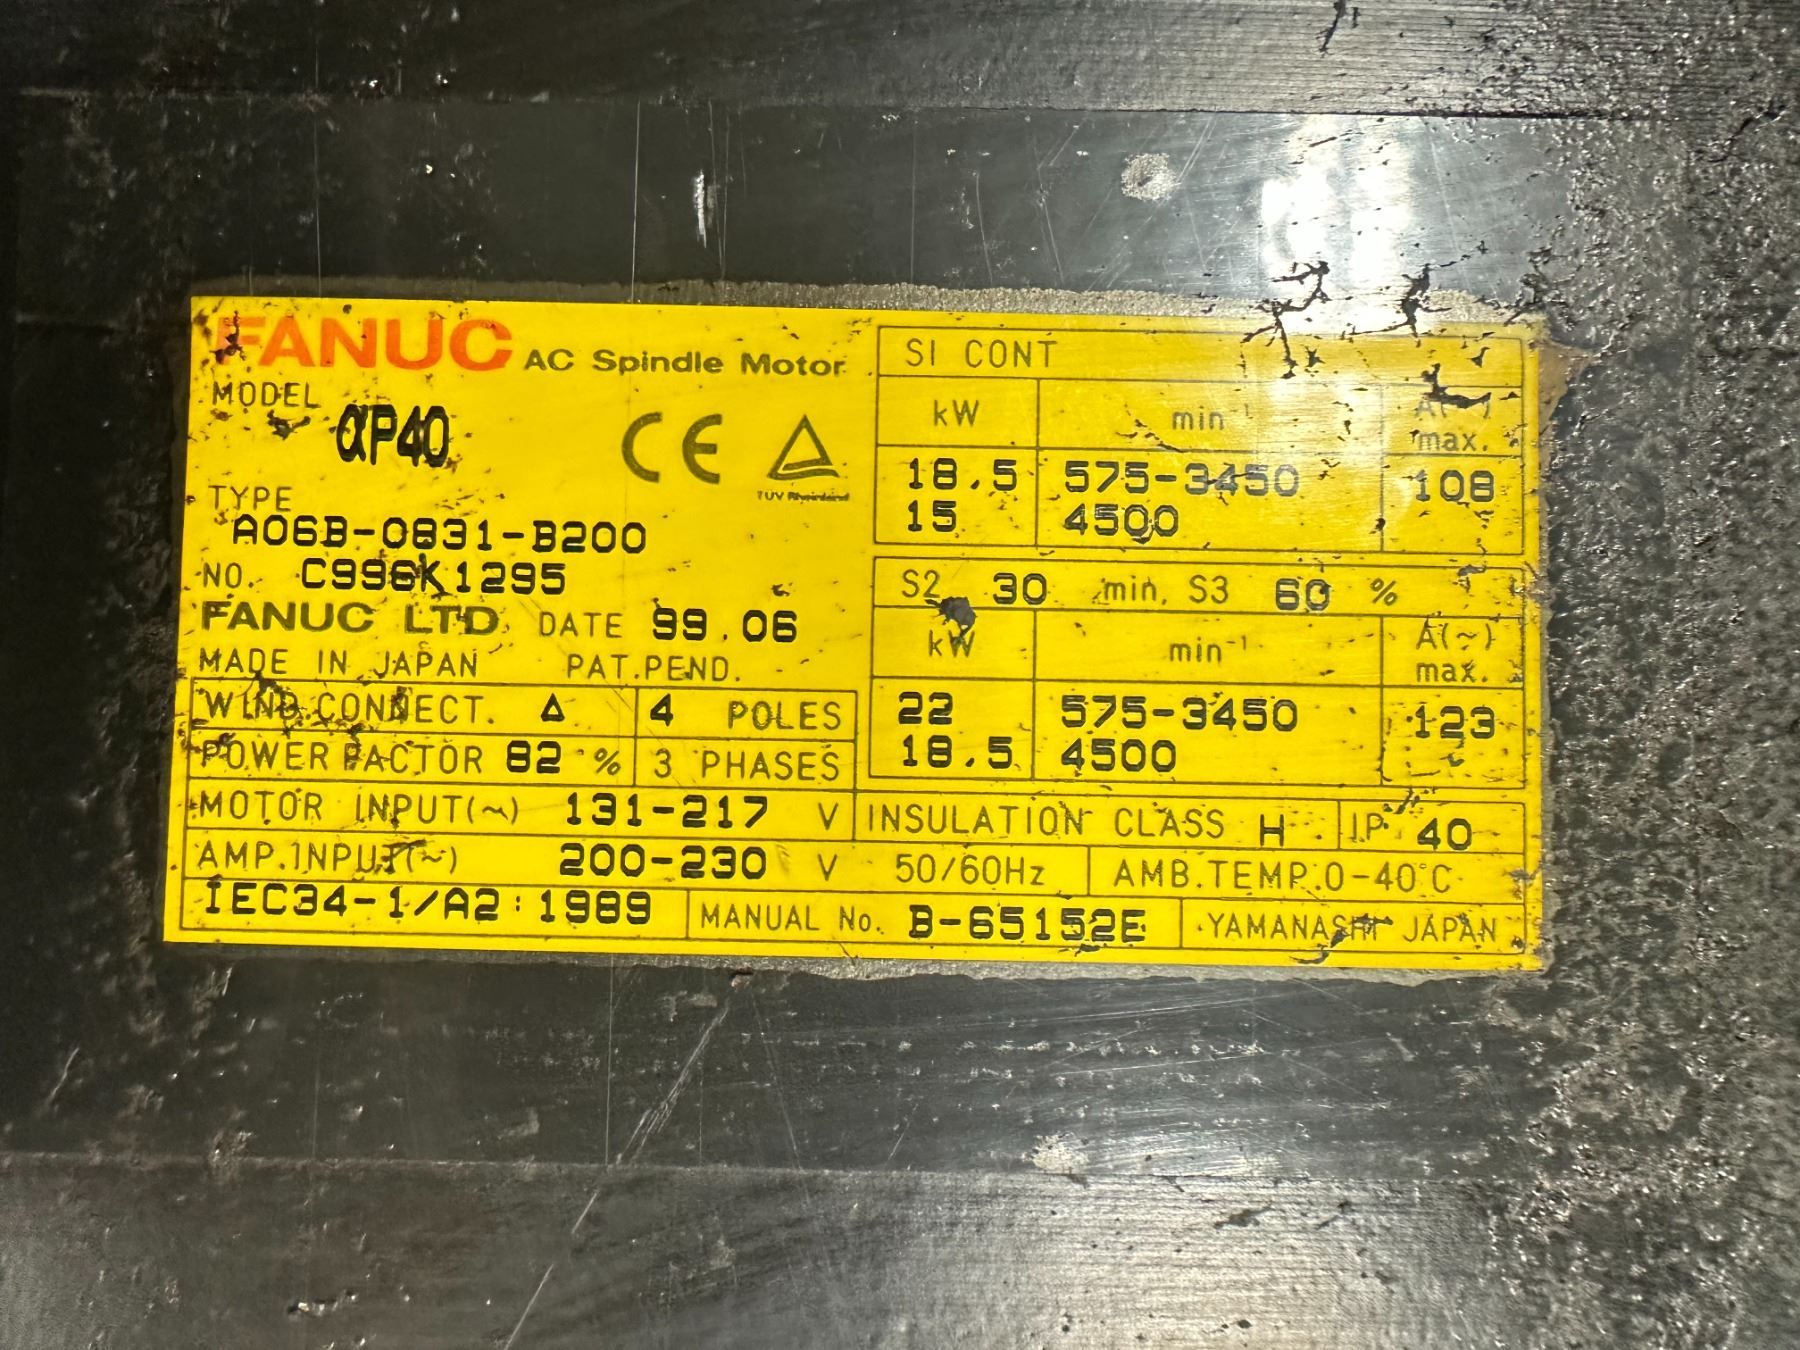 FANUC AC Spindle Motor
MODEL
αP40
CE
TÜV Rheinland
TYPE
A06B-0831-B200
NO. C996K1295
FANUC LTD DATE 99.06
MADE IN JAPAN PAT.PEND.
WIND.CONNECT. Δ 4 POLES
POWER FACTOR 82 % 3 PHASES
S1 CONT
kW min⁻¹ A(~) max.
18.5 575-3450 108
15 4500
S2 30 min, S3 60 %
kW min⁻¹ A(~) max.
22 575-3450 123
18.5 4500
MOTOR INPUT(~) 131-217 V INSULATION CLASS H I.P. 40
AMP.INPUT(~) 200-230 V 50/60Hz AMB.TEMP.0-40°C
IEC34-1/A2:1989 MANUAL No. B-65152E YAMANASHI JAPAN